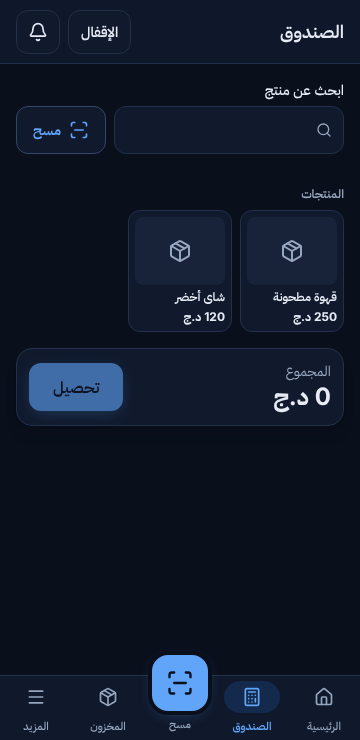 الصندوق
الإقفال
ابحث عن منتج
مسح
المنتجات
قهوة مطحونة
250 د.ج
شاي أخضر
120 د.ج
المجموع
0 د.ج
تحصيل
الرئيسية
الصندوق
مسح
المخزون
المزيد